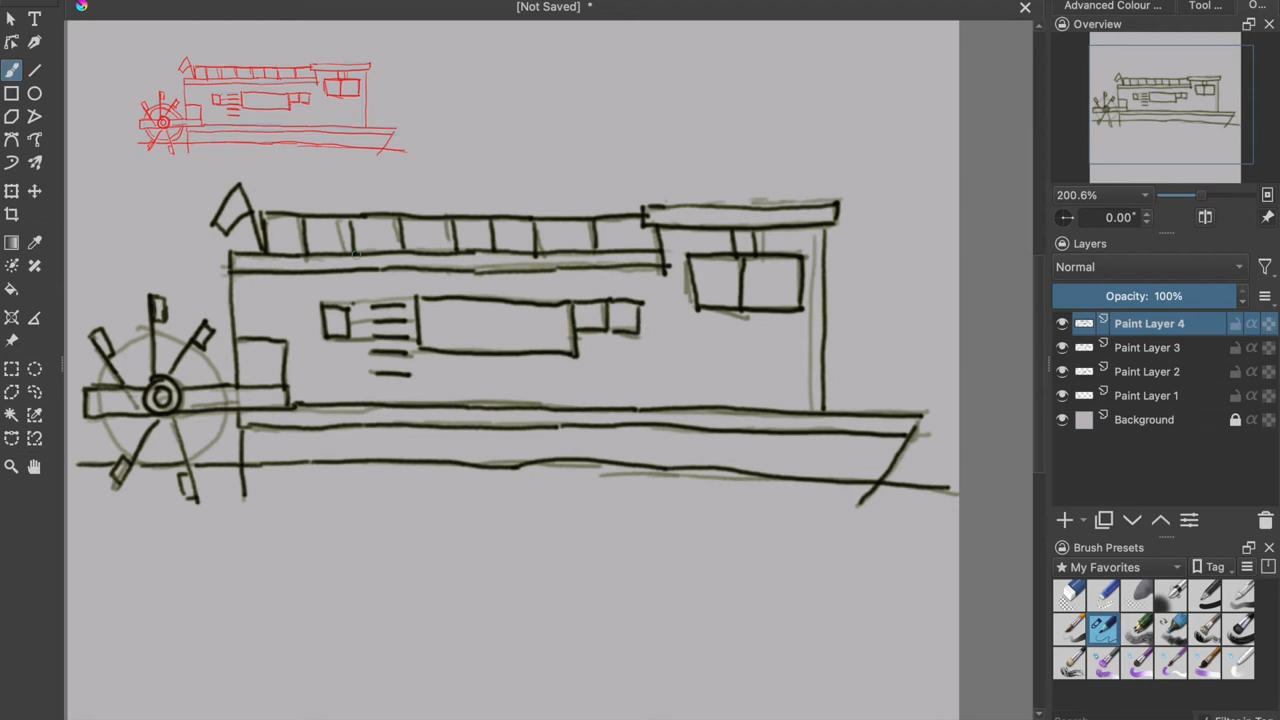 [Not Saved] *
Advanced Colour ...
Tool ...
O...
Overview
200.6%
0.00°
Layers
Normal
Opacity: 100%
Paint Layer 4
Paint Layer 3
Paint Layer 2
Paint Layer 1
Background
Brush Presets
★ My Favorites
Tag
Search